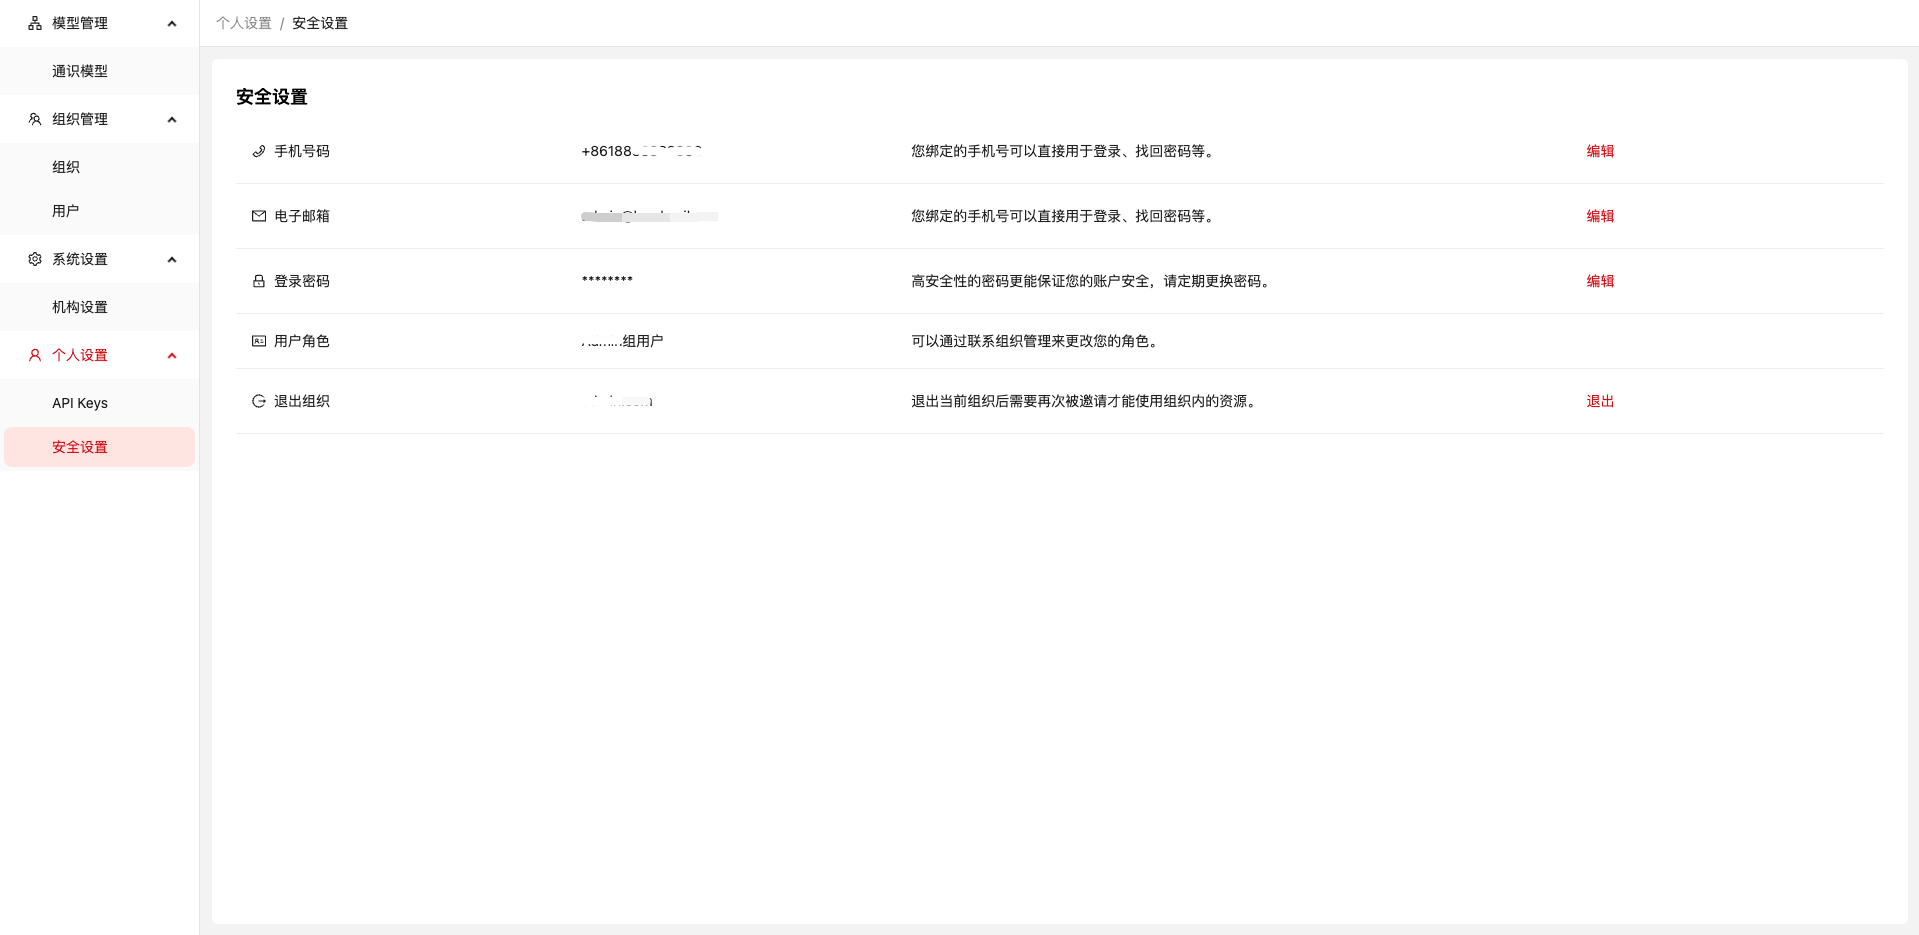 模型管理
通识模型
组织管理
组织
用户
系统设置
机构设置
个人设置
API Keys
安全设置
个人设置 / 安全设置
安全设置
手机号码 +86188 您绑定的手机号可以直接用于登录、找回密码等。 编辑
电子邮箱 您绑定的手机号可以直接用于登录、找回密码等。 编辑
登录密码 ******** 高安全性的密码更能保证您的账户安全，请定期更换密码。 编辑
用户角色 组用户 可以通过联系组织管理来更改您的角色。
退出组织 退出当前组织后需要再次被邀请才能使用组织内的资源。 退出